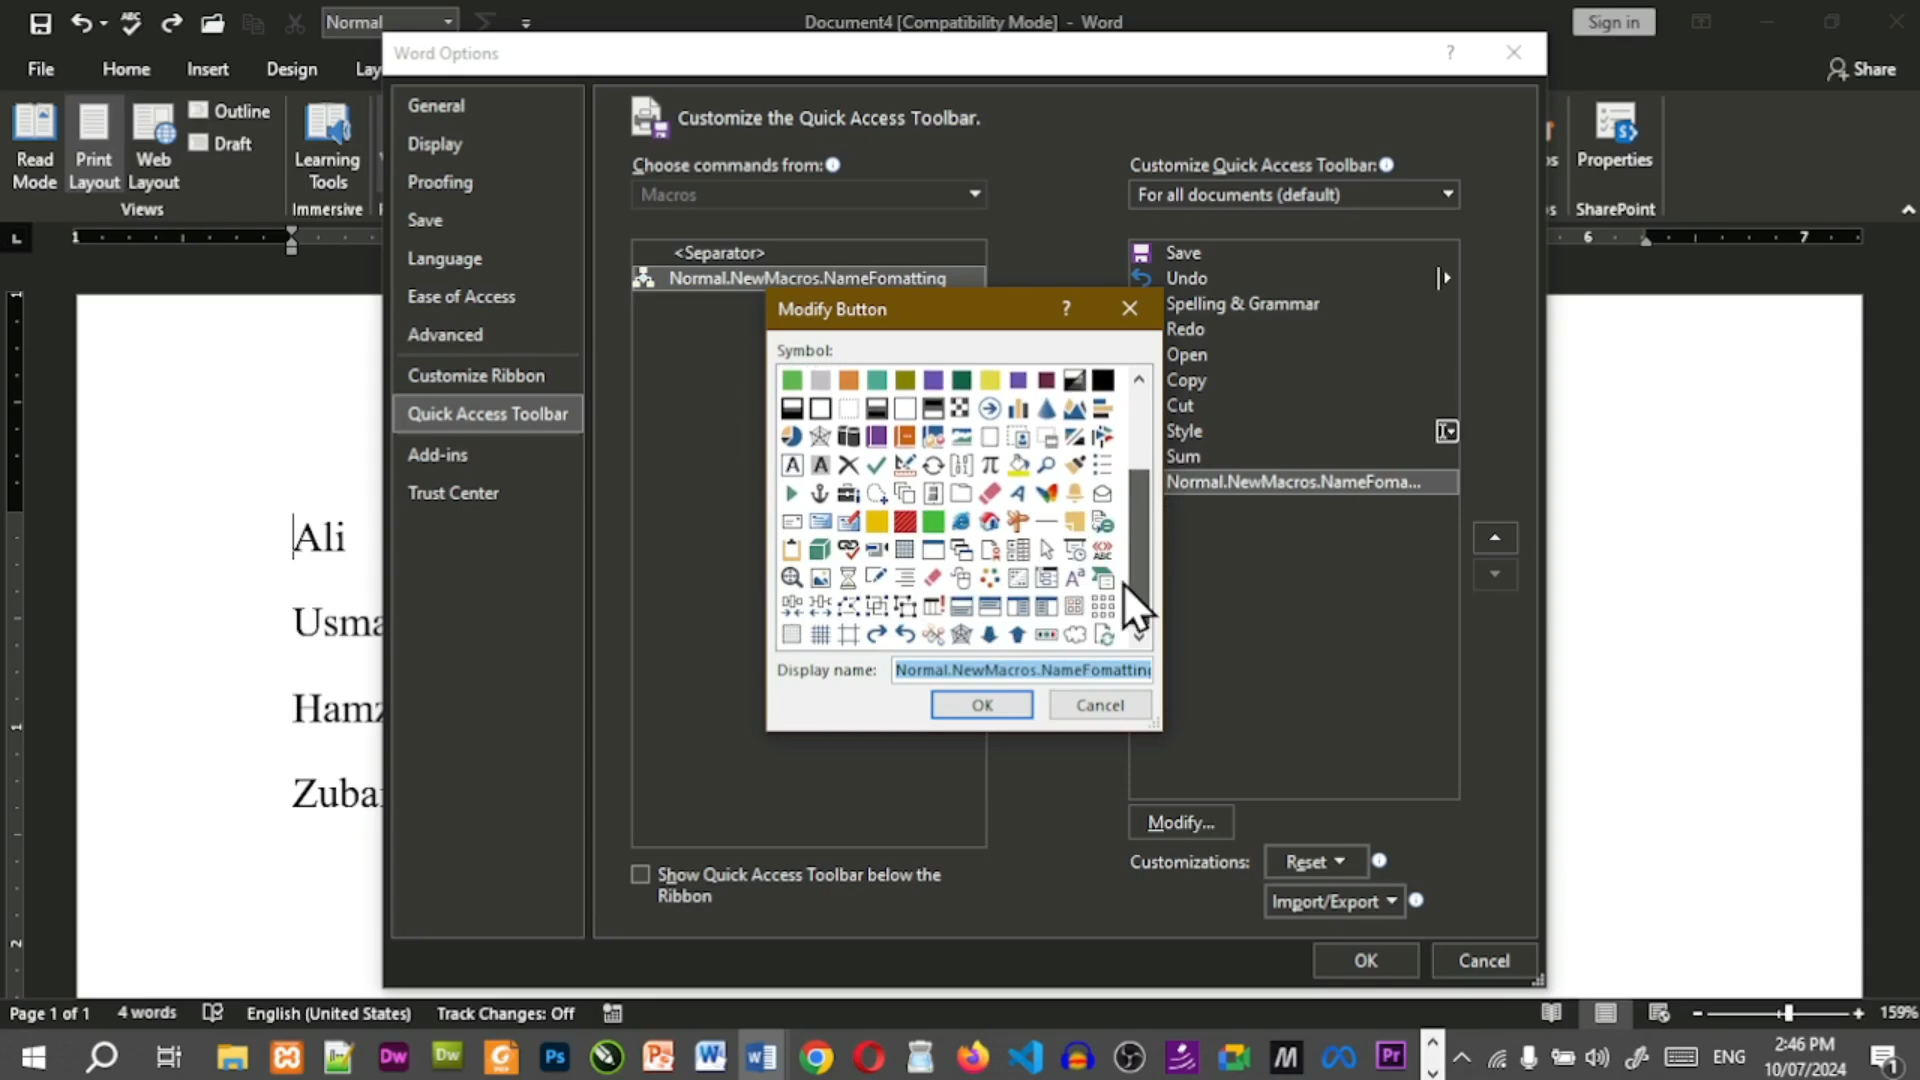 Normal
Document4 [Compatibility Mode] - Word
Sign in
File
Home
Insert
Design
Lay
Share
Read Mode
Print Layout
Web Layout
Outline
Draft
Views
Learning Tools
Immersive
Properties
SharePoint
Word Options
General
Display
Proofing
Save
Language
Ease of Access
Advanced
Customize Ribbon
Quick Access Toolbar
Add-ins
Trust Center
Customize the Quick Access Toolbar.
Choose commands from:
Macros
<Separator>
Normal.NewMacros.NameFomatting
Customize Quick Access Toolbar:
For all documents (default)
Save
Undo
Spelling & Grammar
Redo
Open
Copy
Cut
Style
Sum
Normal.NewMacros.NameFoma...
Modify Button
Symbol:
Display name:
Normal.NewMacros.NameFomatting
OK
Cancel
Modify...
Customizations:
Reset
Import/Export
Show Quick Access Toolbar below the
Ribbon
OK
Cancel
Ali
Usma
Hamz
Zubai
Page 1 of 1
4 words
English (United States)
Track Changes: Off
159%
ENG
2:46 PM
10/07/2024